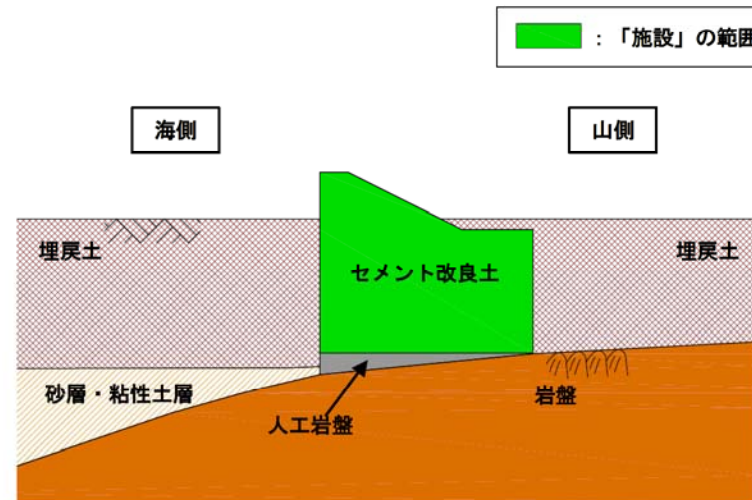 ：「施設」の範囲
海側
山側
埋戻土
埋戻土
セメント改良土
砂層・粘性土層
人工岩盤
岩盤